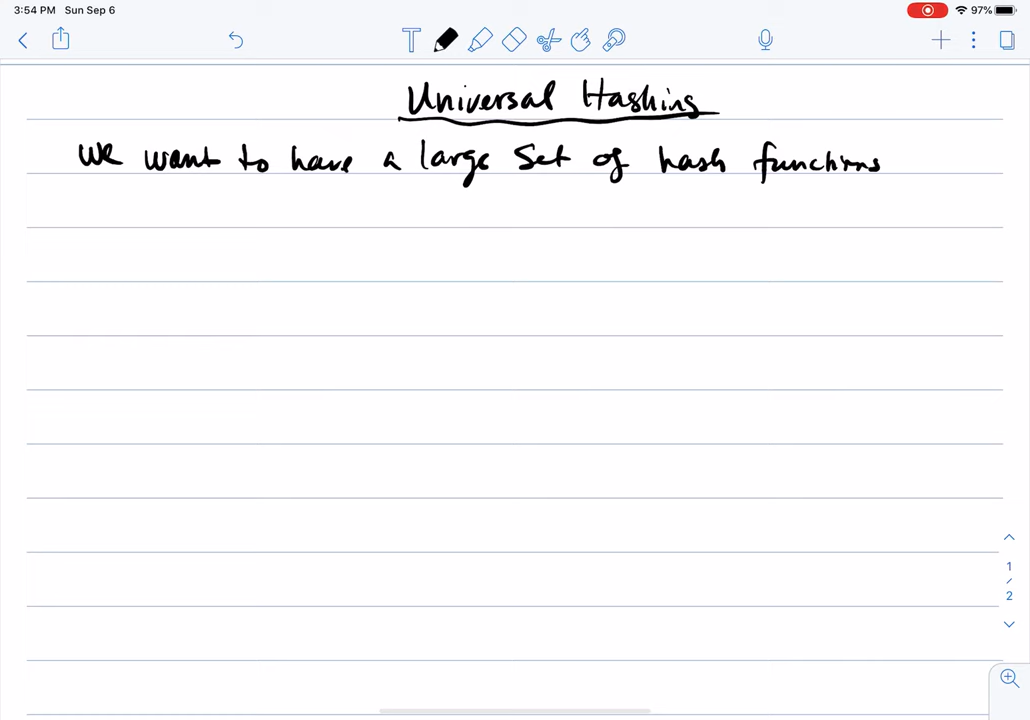 3:54 PM Sun Sep 6 97%
T
Universal Hashing
We want to have a large set of hash functions
1
/
2